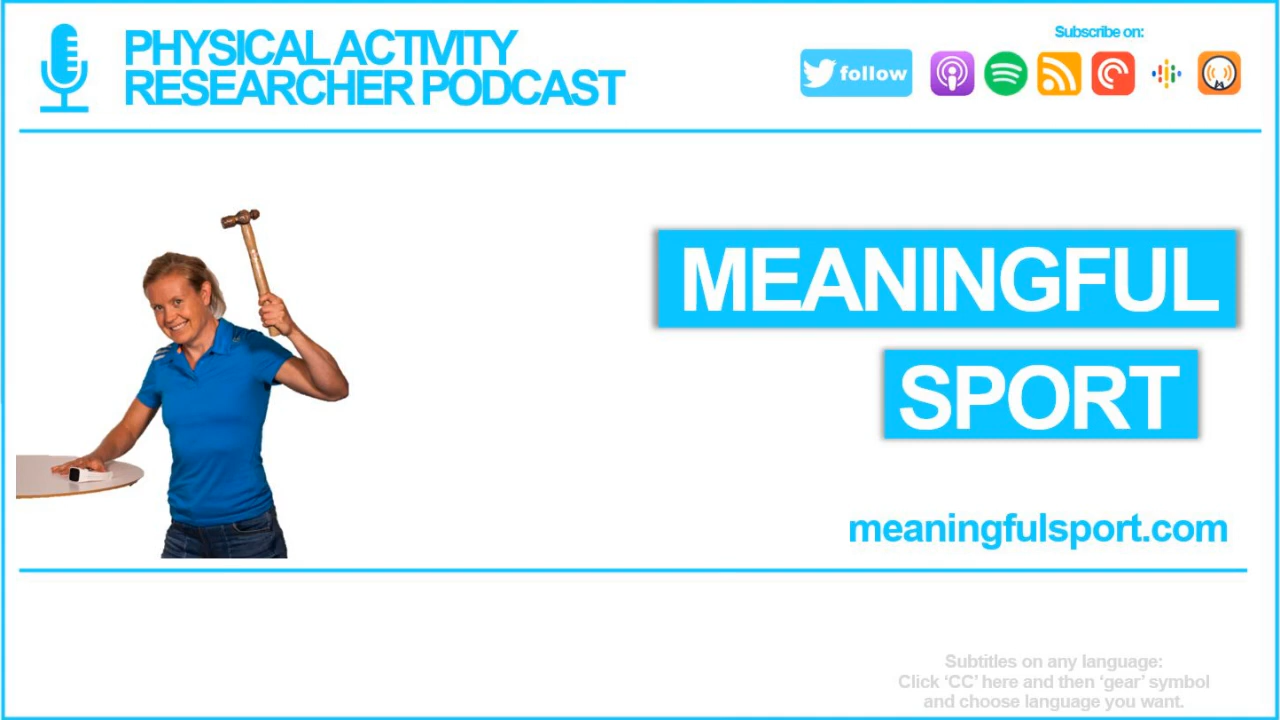 PHYSICAL ACTIVITY
RESEARCHER PODCAST
Subscribe on:
follow
MEANINGFUL
SPORT
meaningfulsport.com
Subtitles on any language:
Click ‘CC’ here and then ‘gear’ symbol
and choose language you want.